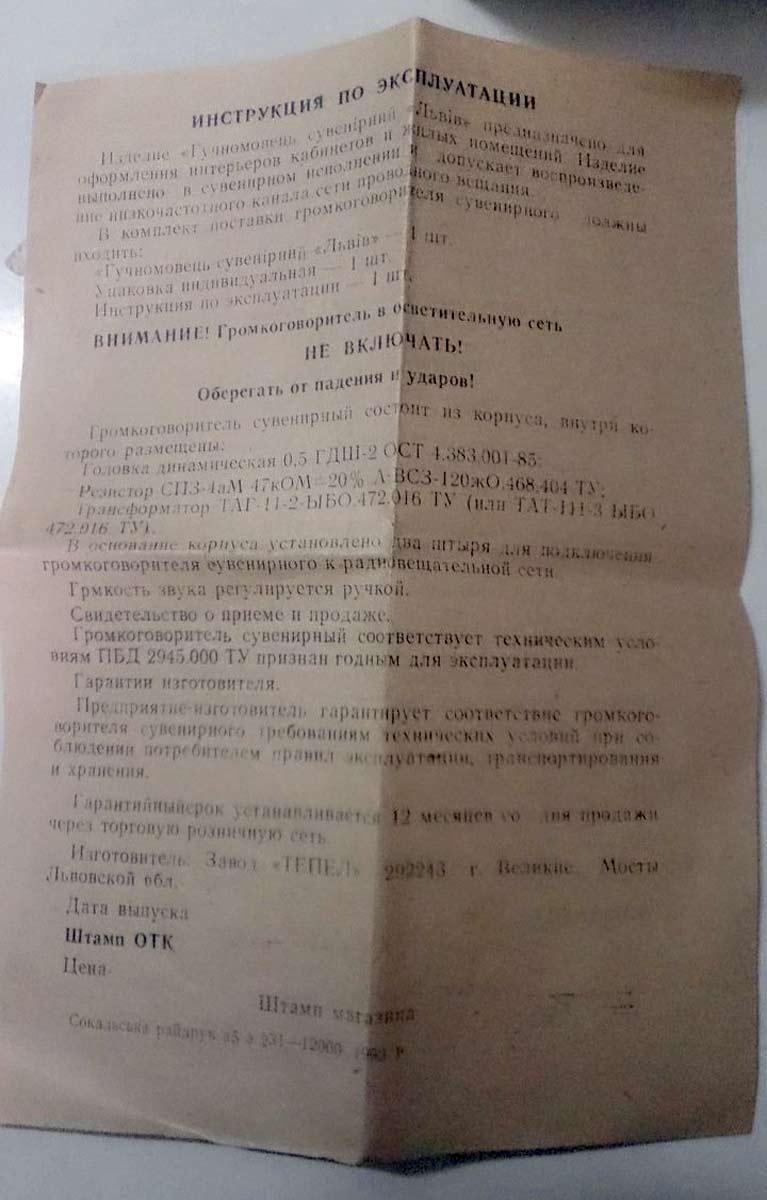 ИНСТРУКЦИЯ ПО ЭКСПЛУАТАЦИИ
Изделие «Гучномовець сувенірний «Львів» предназначено для
оформления интерьеров кабинетов и жилых помещений. Изделие
выполнено в сувенирном исполнении и допускает воспроизведе-
ние низкочастотного канала сети проводного вещания.
В комплект поставки громкоговорителя сувенирного должны
входить:
«Гучномовець сувенірний «Львів» — 1 шт.
Упаковка индивидуальная — 1 шт.
Инструкция по эксплуатации — 1 шт.
ВНИМАНИЕ! Громкоговоритель в осветительную сеть
НЕ ВКЛЮЧАТЬ!
Оберегать от падения и ударов!
Громкоговоритель сувенирный состоит из корпуса, внутри ко-
торого размещены:
Головка динамическая 0,5 ГДШ-2 ОСТ 4.383.001-85;
Резистор СПЗ-4аМ 47кОМ=20% А-ВСЗ-120жО.468.404 ТУ;
Трансформатор ТАГ-11-2-ЫБО.472.016 ТУ (или ТАТ-111-3 ЫБО
472.016 ТУ).
В основание корпуса установлено два штыря для подключения
громкоговорителя сувенирного к радиовещательной сети.
Грмкость звука регулируется ручкой.
Свидетельство о приеме и продаже.
Громкоговоритель сувенирный соответствует техническим усло-
виям ПБД 2945.000 ТУ признан годным для эксплуатации.
Гарантии изготовителя.
Предприятие-изготовитель гарантирует соответствие громкого-
ворителя сувенирного требованиям технических условий при со-
блюдении потребителем правил эксплуатации, транспортирования
и хранения.
Гарантийныйсрок устанавливается 12 месяцев со дня продажи
через торговую розничную сеть.
Изготовитель: Завод «ТЕПЕЛ» 292243 г. Великие Мосты
Львовской обл.
Дата выпуска
Штамп ОТК
Цена
Штамп магазина
Сокальська райдрук з 231—12000 1993 Р